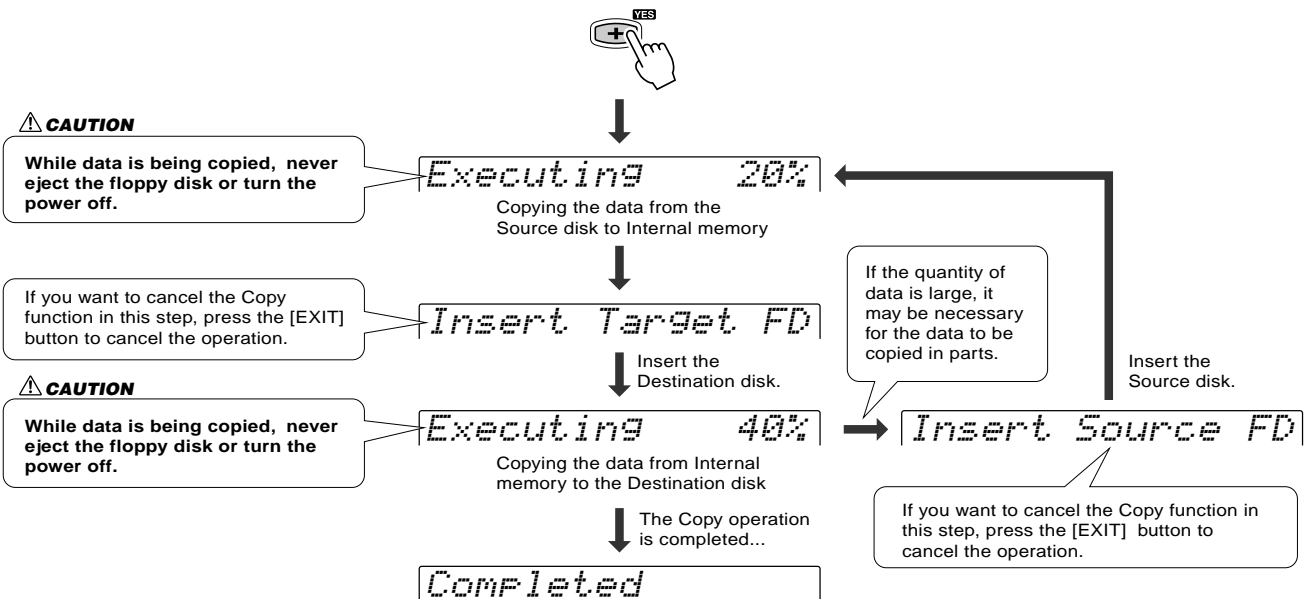 YES
+
CAUTION
While data is being copied, never
eject the floppy disk or turn the
power off.
Executing 20%
Copying the data from the
Source disk to Internal memory
If you want to cancel the Copy
function in this step, press the [EXIT]
button to cancel the operation.
Insert Target FD
Insert the
Destination disk.
If the quantity of
data is large, it
may be necessary
for the data to be
copied in parts.
Insert the
Source disk.
CAUTION
While data is being copied, never
eject the floppy disk or turn the
power off.
Executing 40%
Copying the data from Internal
memory to the Destination disk
Insert Source FD
If you want to cancel the Copy function in
this step, press the [EXIT] button to
cancel the operation.
The Copy operation
is completed...
Completed